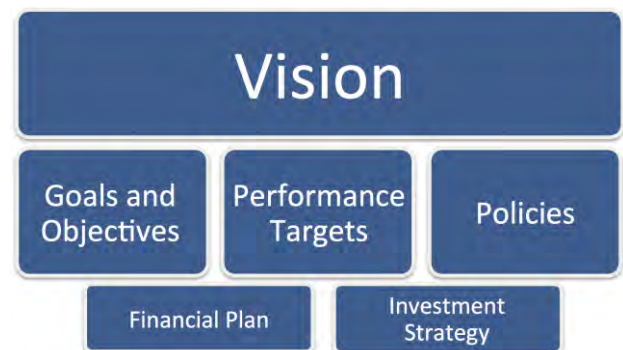 Vision
Goals and
Objectives
Performance
Targets
Policies
Financial Plan
Investment
Strategy